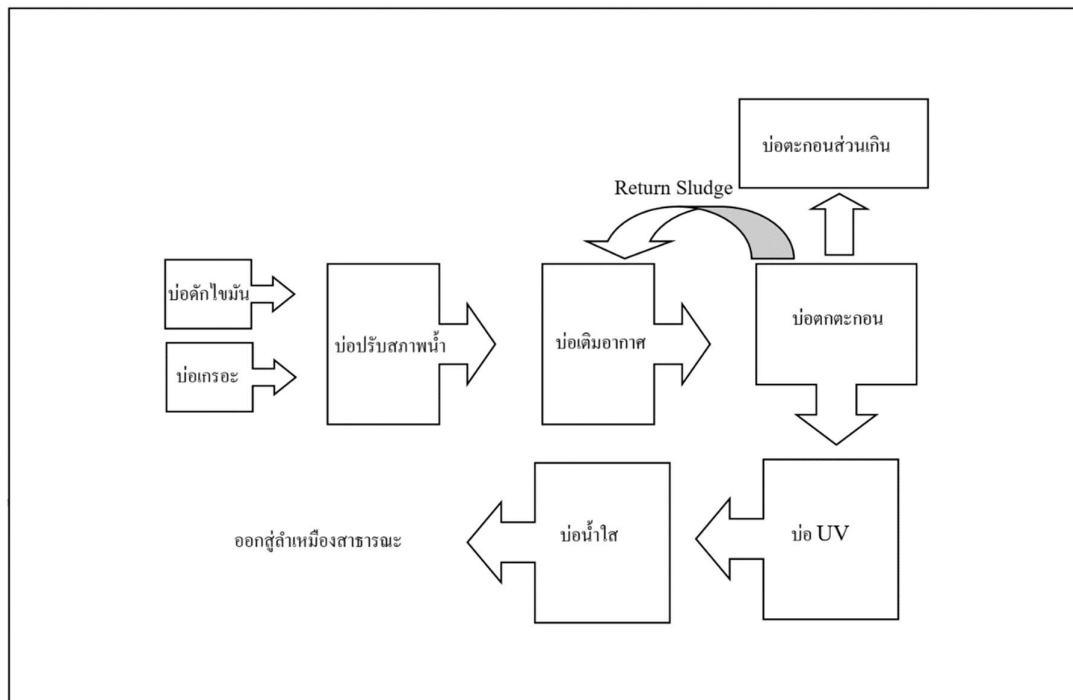 บ่อตะกอนส่วนเกิน
Return Sludge
บ่อดักไขมัน
บ่อเกรอะ
บ่อปรับสภาพน้ำ
บ่อเติมอากาศ
บ่อตกตะกอน
บ่อ UV
บ่อน้ำใส
ออกสู่ลำเหมืองสาธารณะ